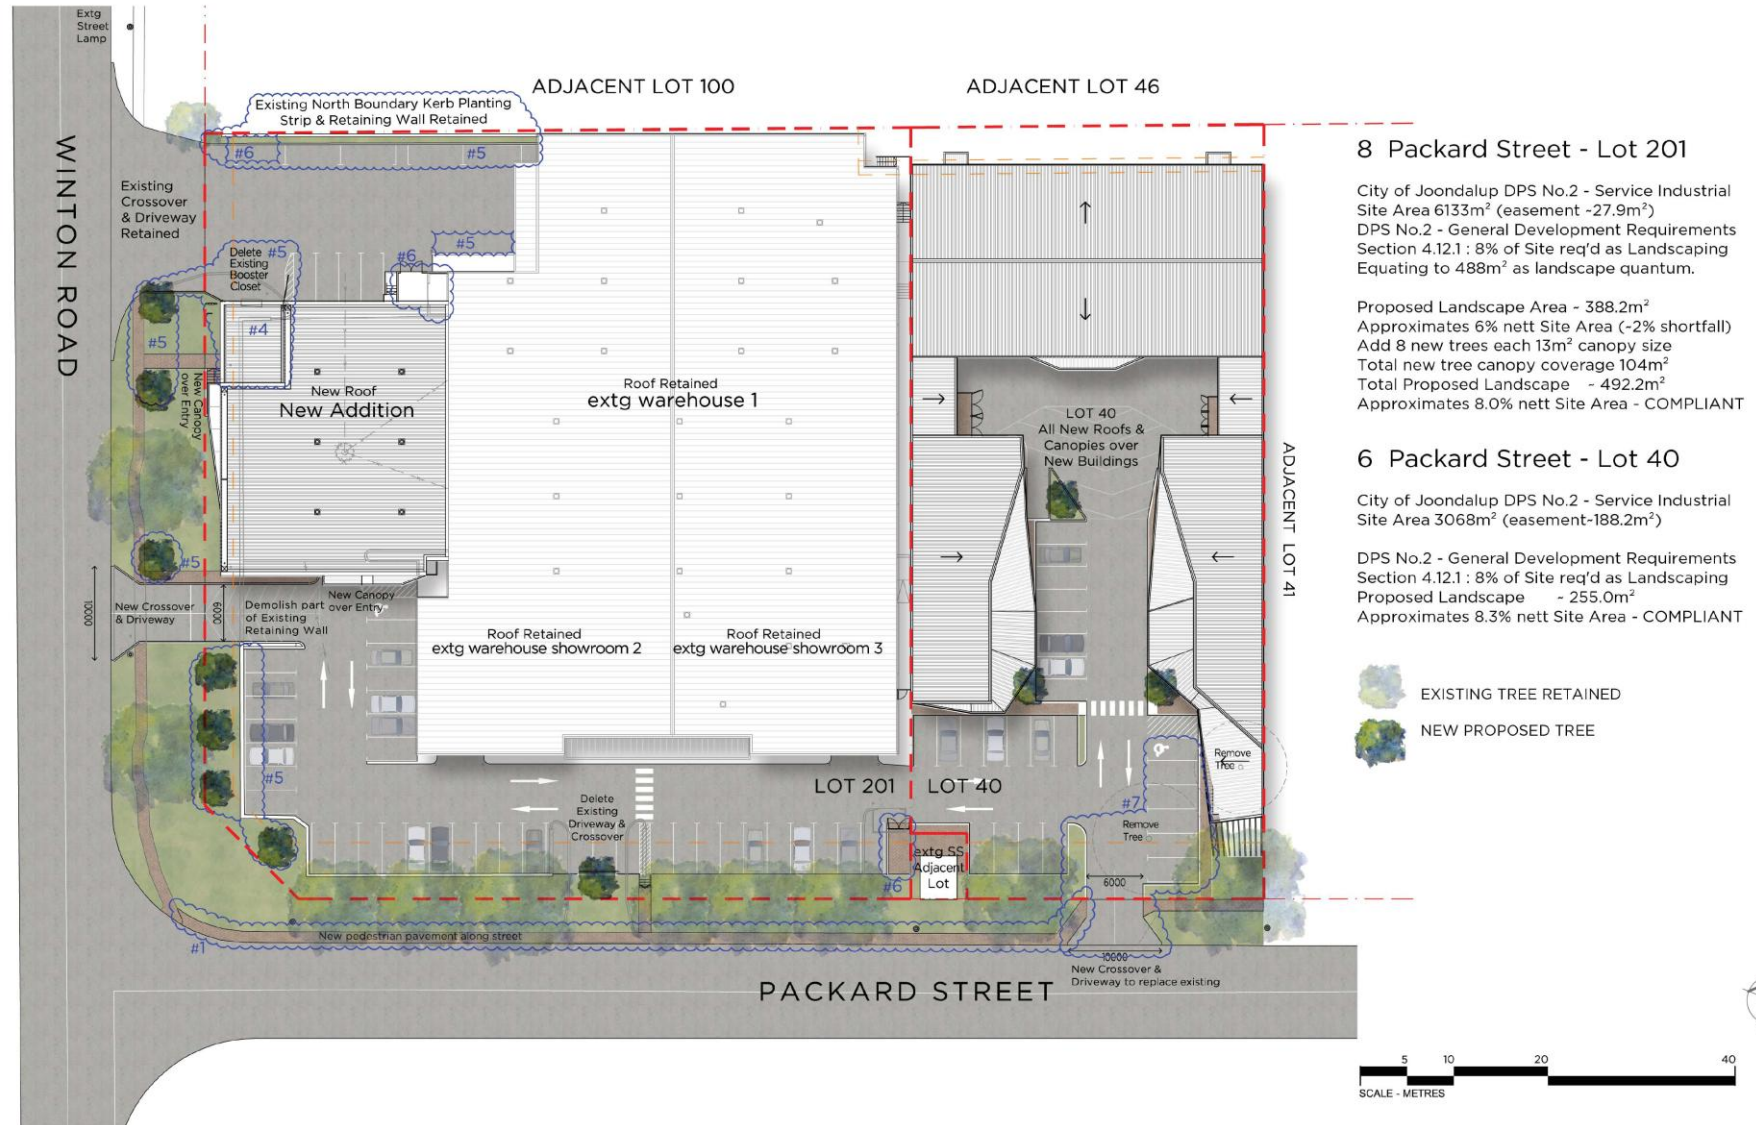 Extg
Street
Lamp
ADJACENT LOT 100
ADJACENT LOT 46
Existing North Boundary Kerb Planting
Strip & Retaining Wall Retained
#6
#5
WINTON ROAD
Existing
Crossover
& Driveway
Retained
Delete
Existing
Booster
Closet
#5
#6
#5
#4
#5
New Canopy
over Entry
New Roof
New Addition
Roof Retained
extg warehouse 1
LOT 40
All New Roofs &
Canopies over
New Buildings
ADJACENT LOT 41
#5
10000
New Crossover
& Driveway
6000
Demolish part
of Existing
Retaining Wall
New Canopy
over Entry
Roof Retained
extg warehouse showroom 2
Roof Retained
extg warehouse showroom 3
#5
LOT 201
LOT 40
Delete
Existing
Driveway &
Crossover
Remove
Tree
#7
Remove
Tree
extg SS
Adjacent
Lot
#6
6000
#1
New pedestrian pavement along street
10000
New Crossover &
Driveway to replace existing
PACKARD STREET
8 Packard Street - Lot 201
City of Joondalup DPS No.2 - Service Industrial
Site Area 6133m² (easement ~27.9m²)
DPS No.2 - General Development Requirements
Section 4.12.1 : 8% of Site req'd as Landscaping
Equating to 488m² as landscape quantum.
Proposed Landscape Area ~ 388.2m²
Approximates 6% nett Site Area (~2% shortfall)
Add 8 new trees each 13m² canopy size
Total new tree canopy coverage 104m²
Total Proposed Landscape ~ 492.2m²
Approximates 8.0% nett Site Area - COMPLIANT
6 Packard Street - Lot 40
City of Joondalup DPS No.2 - Service Industrial
Site Area 3068m² (easement~188.2m²)
DPS No.2 - General Development Requirements
Section 4.12.1 : 8% of Site req'd as Landscaping
Proposed Landscape ~ 255.0m²
Approximates 8.3% nett Site Area - COMPLIANT
EXISTING TREE RETAINED
NEW PROPOSED TREE
5 10 20 40
SCALE - METRES